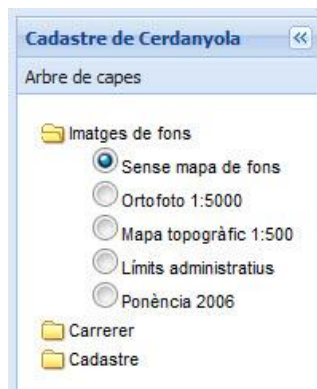 Cadastre de Cerdanyola
Arbre de capes
Imatges de fons
Sense mapa de fons
Ortofoto 1:5000
Mapa topogràfic 1:500
Límits administratius
Ponència 2006
Carrerer
Cadastre